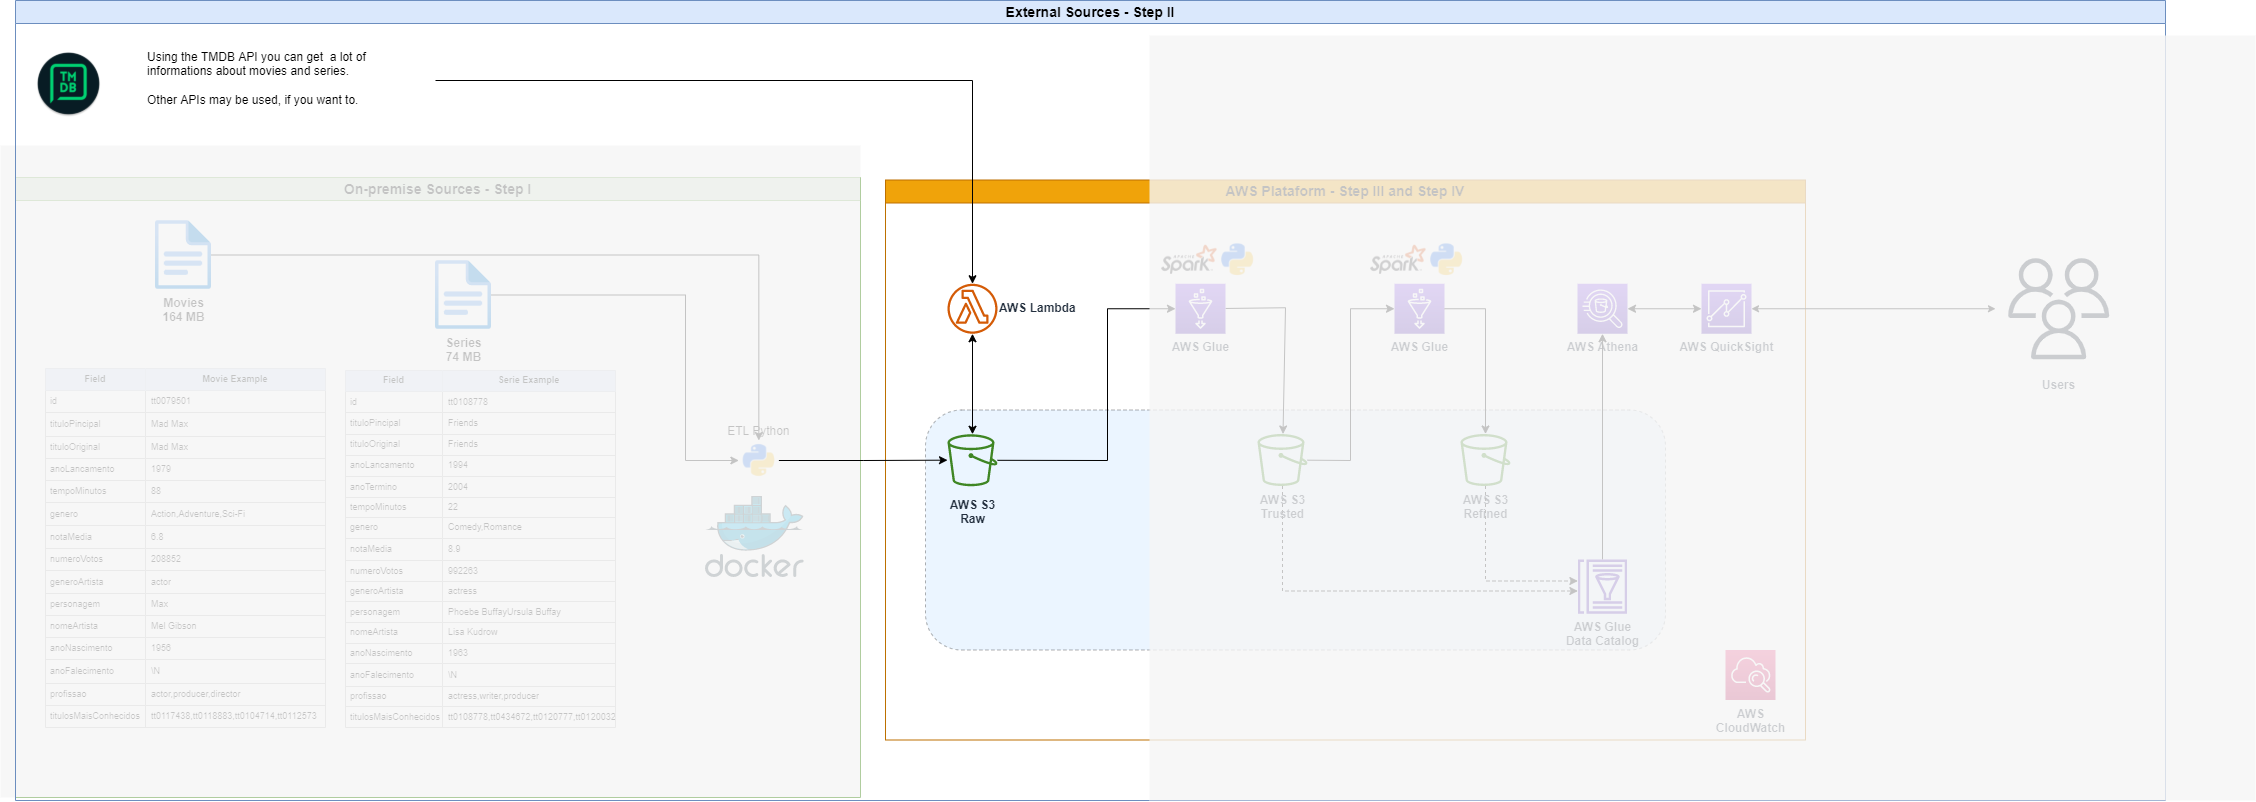 External Sources - Step II
TM
DB
Using the TMDB API you can get  a lot of
informations about movies and series.
Other APIs may be used, if you want to.
On-premise Sources - Step I
Movies
164 MB
Series
74 MB
Field Movie Example
id tt0079501
tituloPincipal Mad Max
tituloOriginal Mad Max
anoLancamento 1979
tempoMinutos 88
genero Action,Adventure,Sci-Fi
notaMedia 6.8
numeroVotos 208852
generoArtista actor
personagem Max
nomeArtista Mel Gibson
anoNascimento 1956
anoFalecimento \N
profissao actor,producer,director
titulosMaisConhecidos tt0117438,tt0118883,tt0104714,tt0112573
Field Serie Example
id tt0108778
tituloPincipal Friends
tituloOriginal Friends
anoLancamento 1994
anoTermino 2004
tempoMinutos 22
genero Comedy,Romance
notaMedia 8.9
numeroVotos 992263
generoArtista actress
personagem Phoebe BuffayUrsula Buffay
nomeArtista Lisa Kudrow
anoNascimento 1963
anoFalecimento \N
profissao actress,writer,producer
titulosMaisConhecidos tt0108778,tt0434672,tt0120777,tt0120032
ETL Python
docker
AWS Plataform - Step III and Step IV
AWS Lambda
AWS S3
Raw
APACHE
Spark
AWS Glue
APACHE
Spark
AWS Glue
AWS S3
Trusted
AWS S3
Refined
AWS Athena
AWS QuickSight
AWS Glue
Data Catalog
AWS
CloudWatch
Users